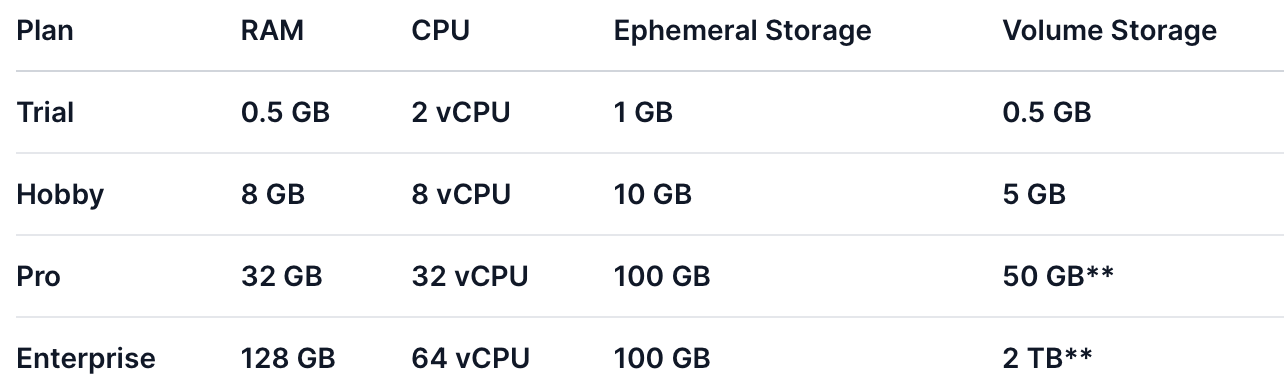 Plan RAM CPU Ephemeral Storage Volume Storage
Trial 0.5 GB 2 vCPU 1 GB 0.5 GB
Hobby 8 GB 8 vCPU 10 GB 5 GB
Pro 32 GB 32 vCPU 100 GB 50 GB**
Enterprise 128 GB 64 vCPU 100 GB 2 TB**